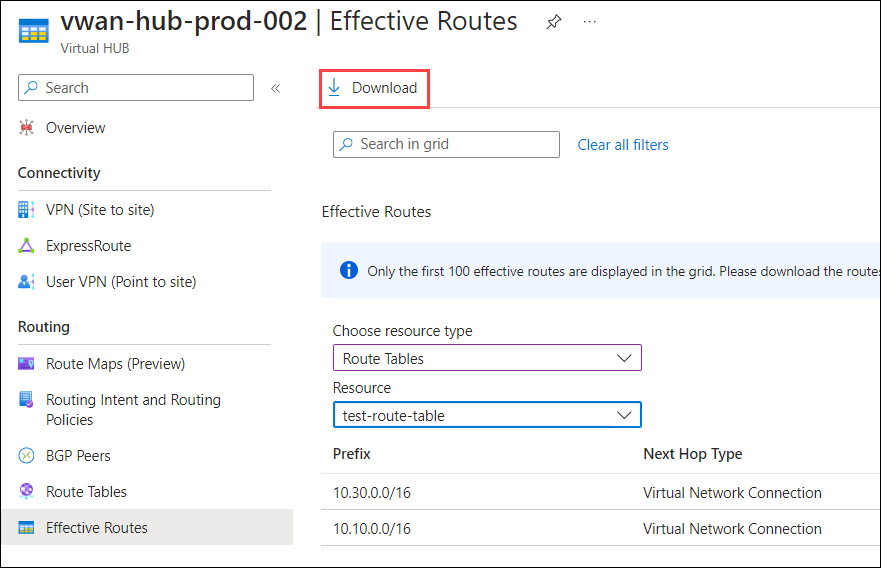 vwan-hub-prod-002 | Effective Routes
Virtual HUB
Search
Download
Overview
Search in grid
Clear all filters
Connectivity
VPN (Site to site)
ExpressRoute
User VPN (Point to site)
Routing
Route Maps (Preview)
Routing Intent and Routing
Policies
BGP Peers
Route Tables
Effective Routes
Effective Routes
Only the first 100 effective routes are displayed in the grid. Please download the routes
Choose resource type
Route Tables
Resource
test-route-table
Prefix Next Hop Type
10.30.0.0/16 Virtual Network Connection
10.10.0.0/16 Virtual Network Connection